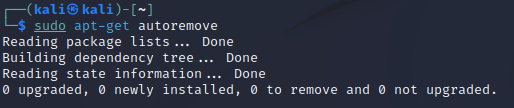 ┌──(kali㉿kali)-[~]
└─$ sudo apt-get autoremove
Reading package lists... Done
Building dependency tree... Done
Reading state information... Done
0 upgraded, 0 newly installed, 0 to remove and 0 not upgraded.